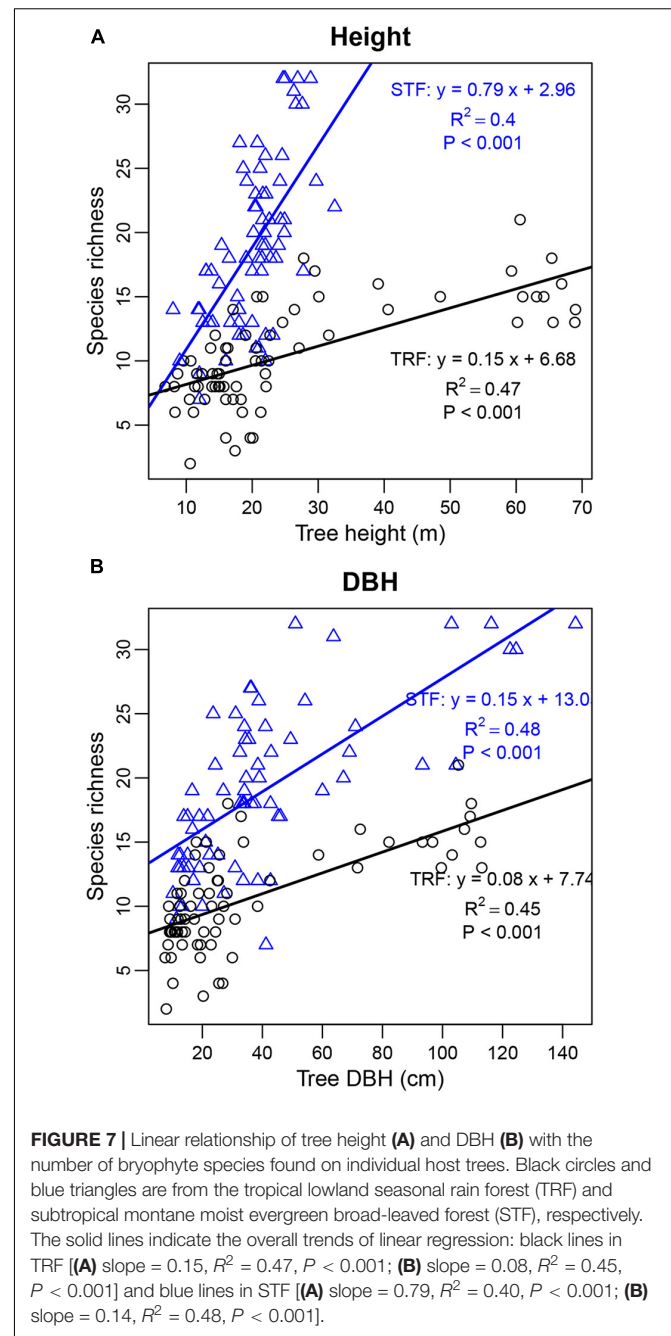 A
Height
STF: y = 0.79 x + 2.96
R² = 0.4
P < 0.001
TRF: y = 0.15 x + 6.68
R² = 0.47
P < 0.001
Species richness
5
10
15
20
25
30
10
20
30
40
50
60
70
Tree height (m)
B
DBH
STF: y = 0.15 x + 13.0
R² = 0.48
P < 0.001
TRF: y = 0.08 x + 7.74
R² = 0.45
P < 0.001
Species richness
5
10
15
20
25
30
20
40
60
80
100
120
140
Tree DBH (cm)
FIGURE 7 | Linear relationship of tree height (A) and DBH (B) with the
number of bryophyte species found on individual host trees. Black circles and
blue triangles are from the tropical lowland seasonal rain forest (TRF) and
subtropical montane moist evergreen broad-leaved forest (STF), respectively.
The solid lines indicate the overall trends of linear regression: black lines in
TRF [(A) slope = 0.15, R² = 0.47, P < 0.001; (B) slope = 0.08, R² = 0.45,
P < 0.001] and blue lines in STF [(A) slope = 0.79, R² = 0.40, P < 0.001; (B)
slope = 0.14, R² = 0.48, P < 0.001].